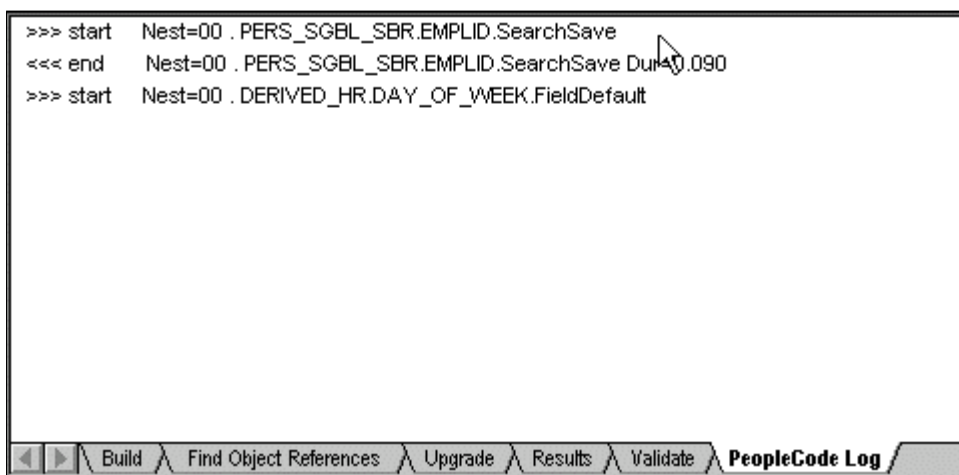 >>> start Nest=00 . PERS_SGBL_SBR.EMPLID.SearchSave
<<< end Nest=00 . PERS_SGBL_SBR.EMPLID.SearchSave 0.090
>>> start Nest=00 . DERIVED_HR.DAY_OF_WEEK.FieldDefault
Build Find Object References Upgrade Results Validate PeopleCode Log